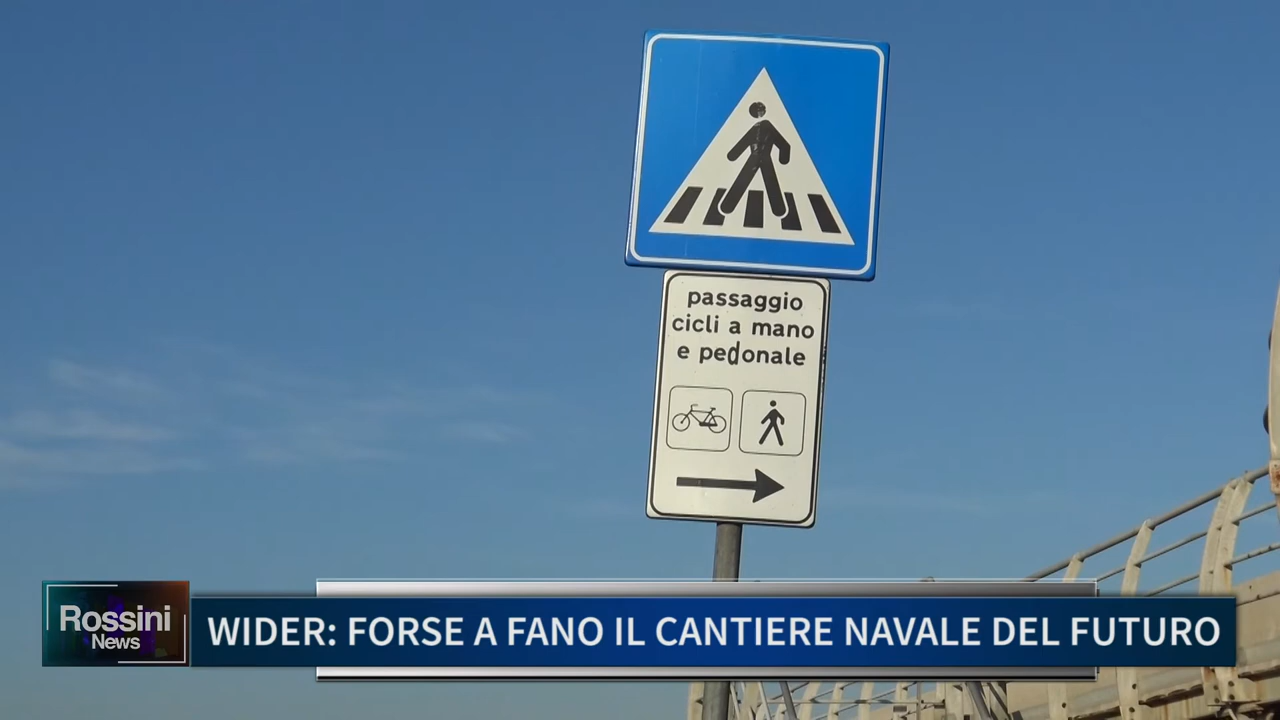 passaggio
cicli a mano
e pedonale
Rossini
News
WIDER: FORSE A FANO IL CANTIERE NAVALE DEL FUTURO